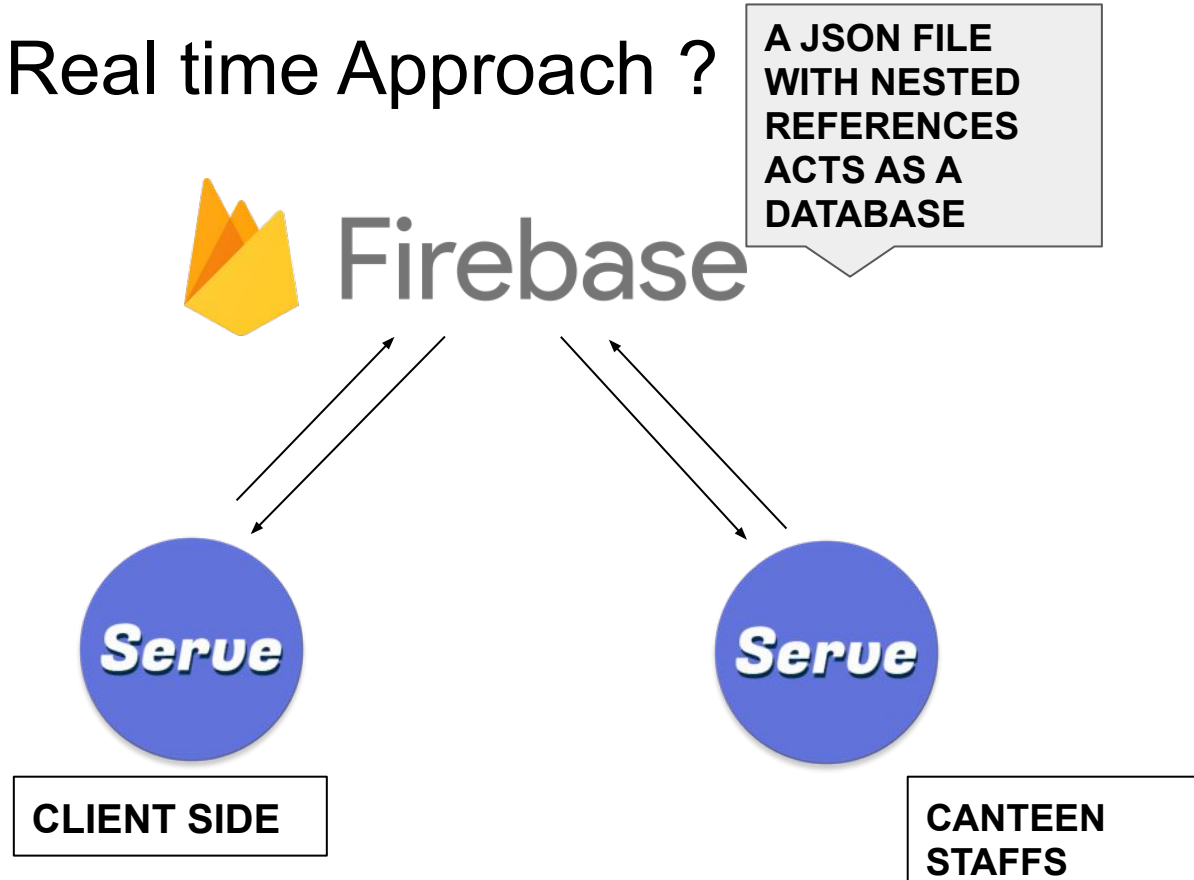 Real time Approach ?
A JSON FILE
WITH NESTED
REFERENCES
ACTS AS A
DATABASE
Firebase
Serve
Serve
CLIENT SIDE
CANTEEN
STAFFS